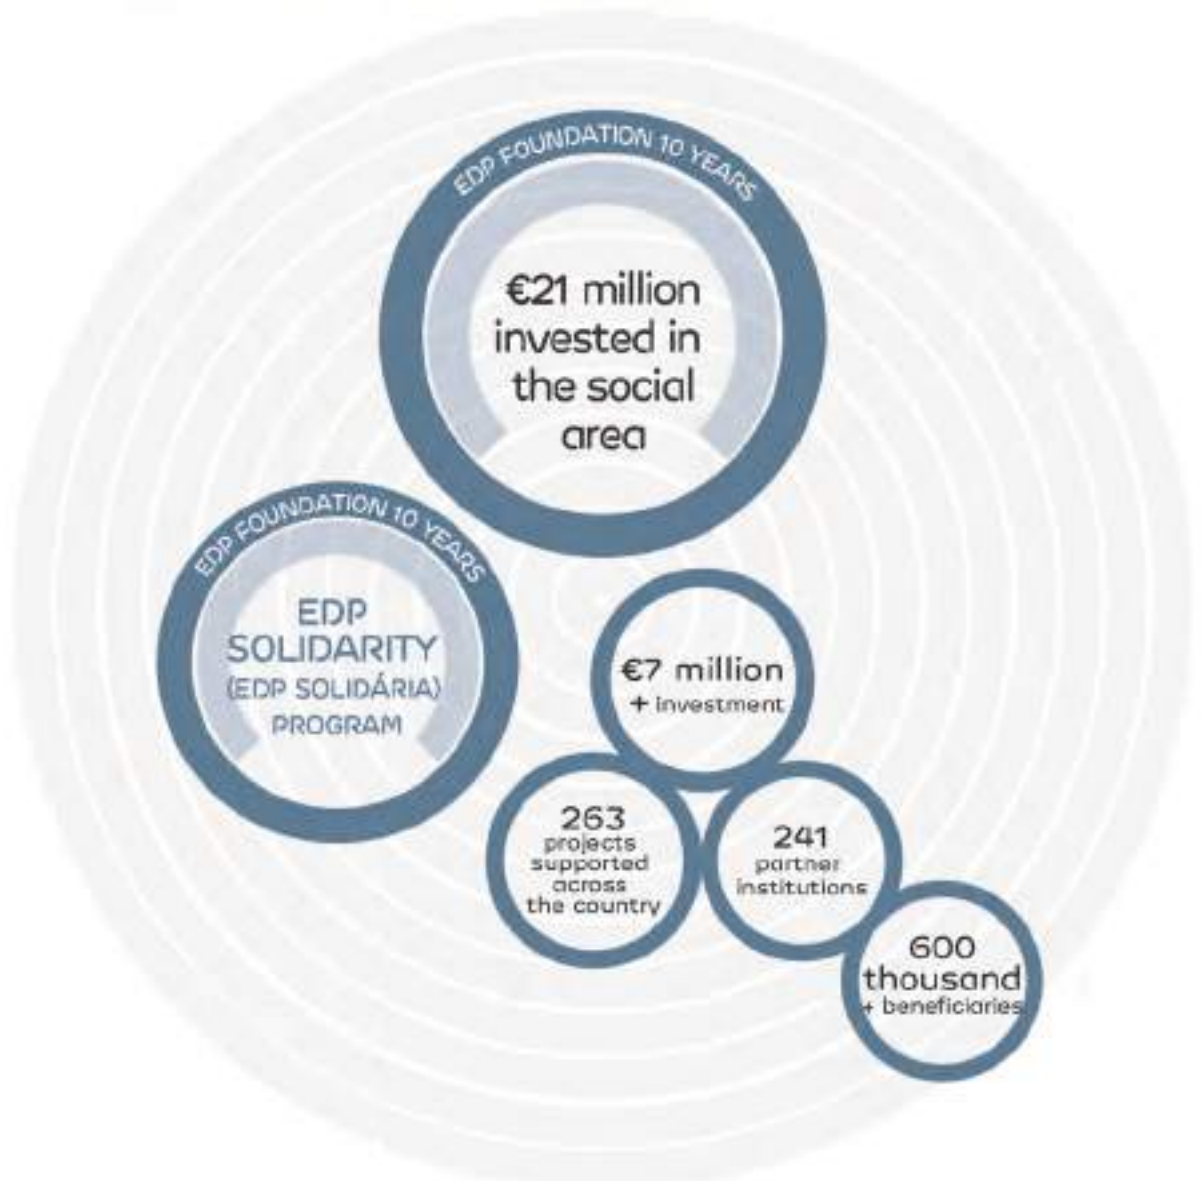 EDP FOUNDATION 10 YEARS
€21 million
invested in
the social
area
EDP FOUNDATION 10 YEARS
EDP
SOLIDARITY
(EDP SOLIDÁRIA)
PROGRAM
€7 million
+ investment
263
projects
supported
across
the country
241
partner
institutions
600
thousand
+ beneficiaries